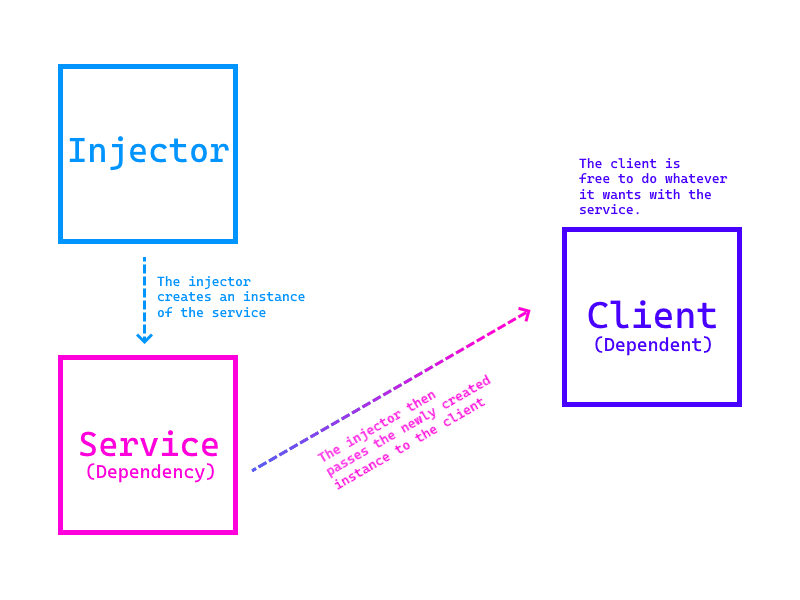 Injector
The injector
creates an instance
of the service
Service
(Dependency)
The injector then
passes the newly created
instance to the client
The client is
free to do whatever
it wants with the
service.
Client
(Dependent)